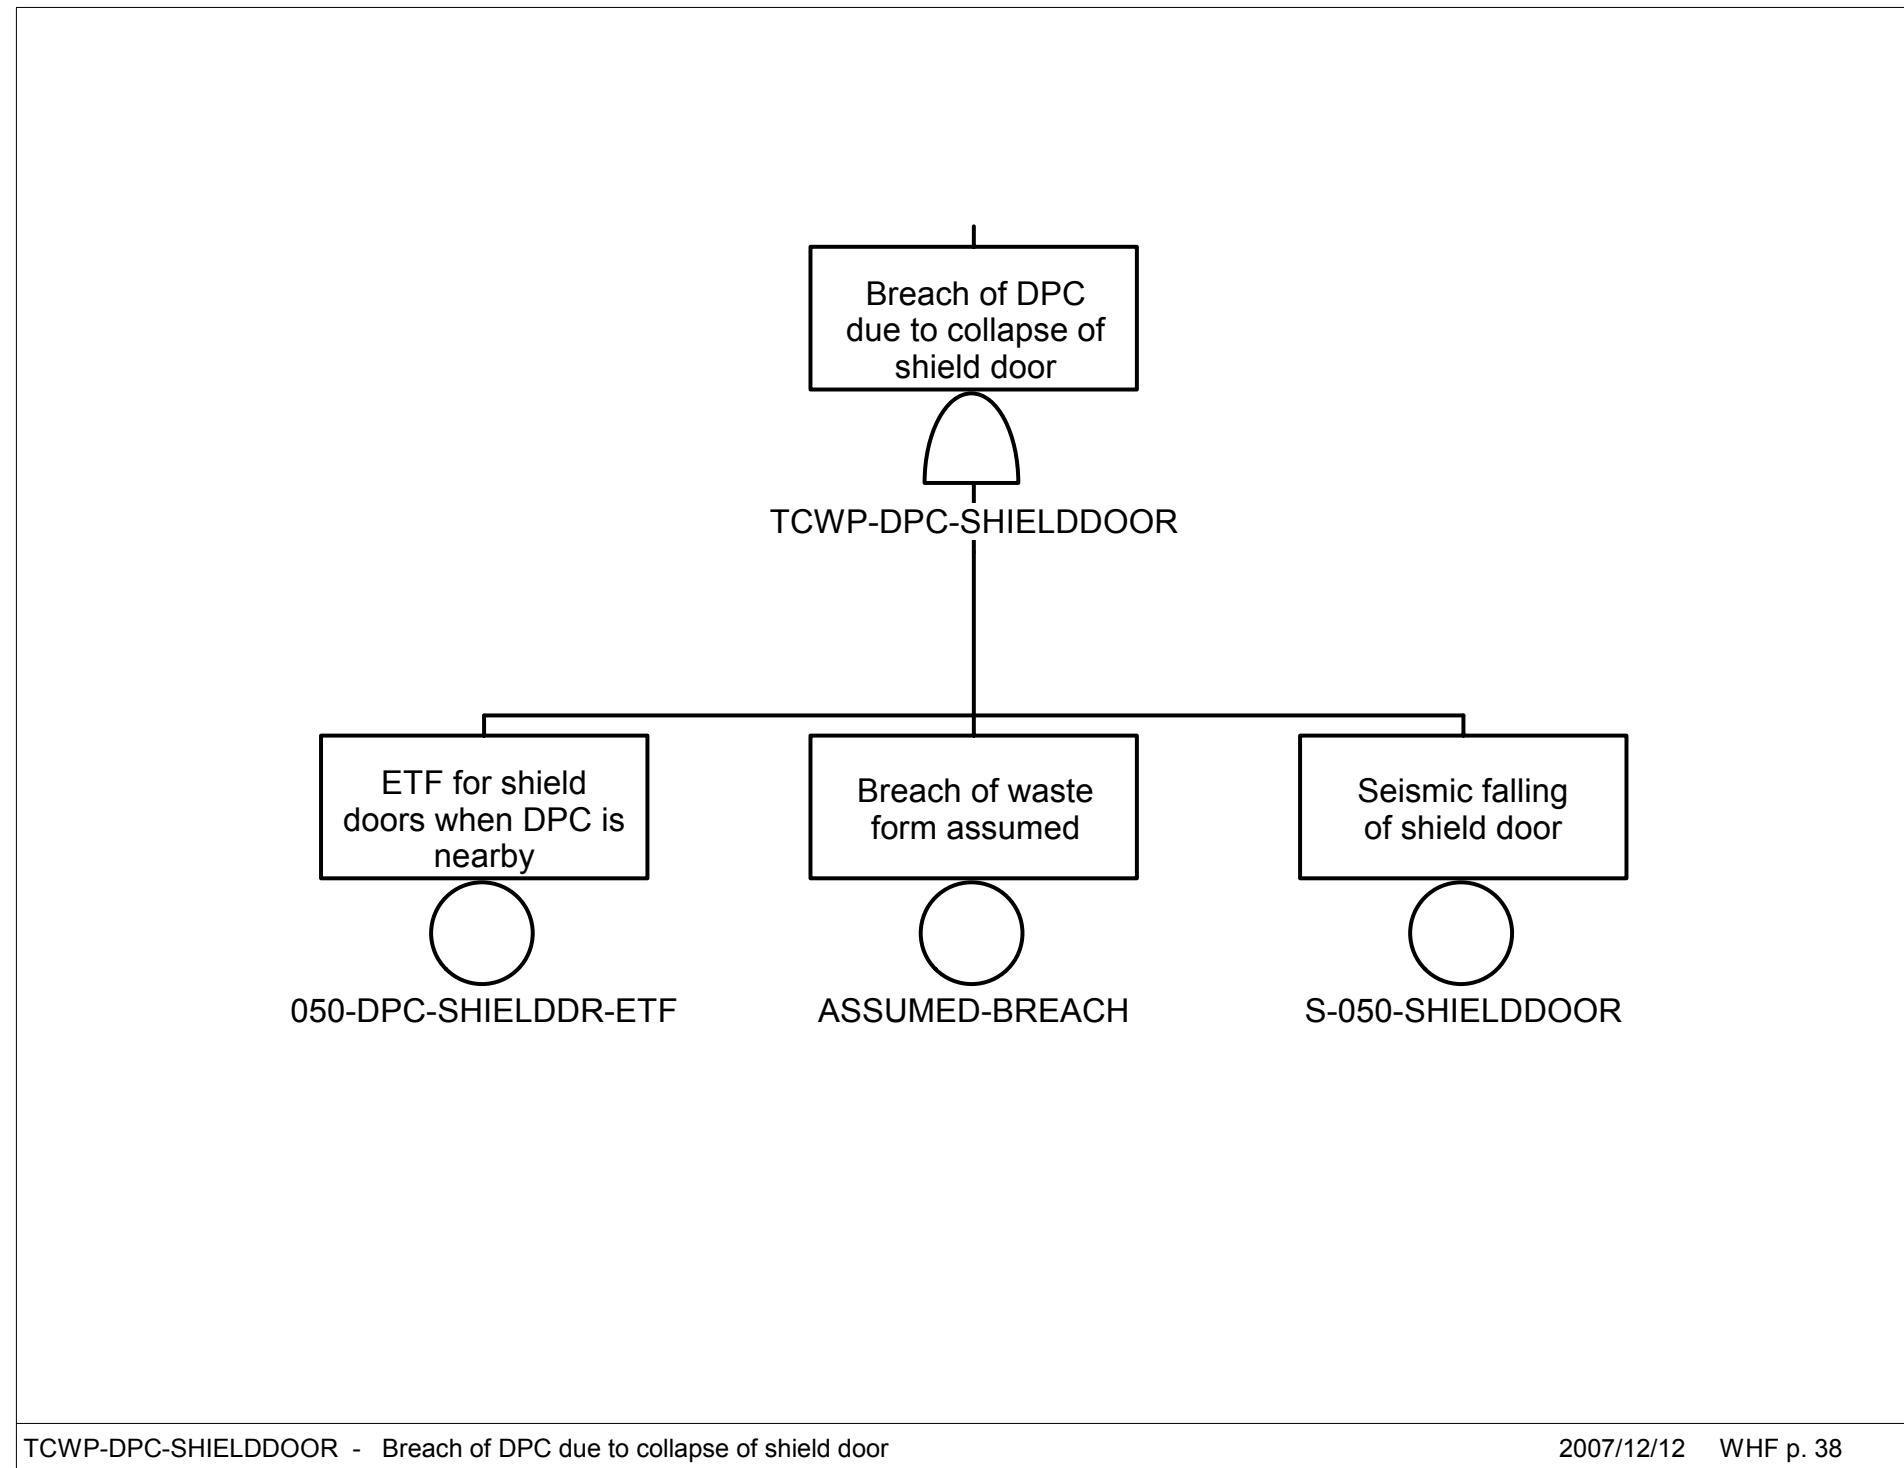 Breach of DPC
due to collapse of
shield door
TCWP-DPC-SHIELDDOOR
ETF for shield
doors when DPC is
nearby
050-DPC-SHIELDDR-ETF
Breach of waste
form assumed
ASSUMED-BREACH
Seismic falling
of shield door
S-050-SHIELDDOOR
TCWP-DPC-SHIELDDOOR - Breach of DPC due to collapse of shield door
2007/12/12 WHF p. 38